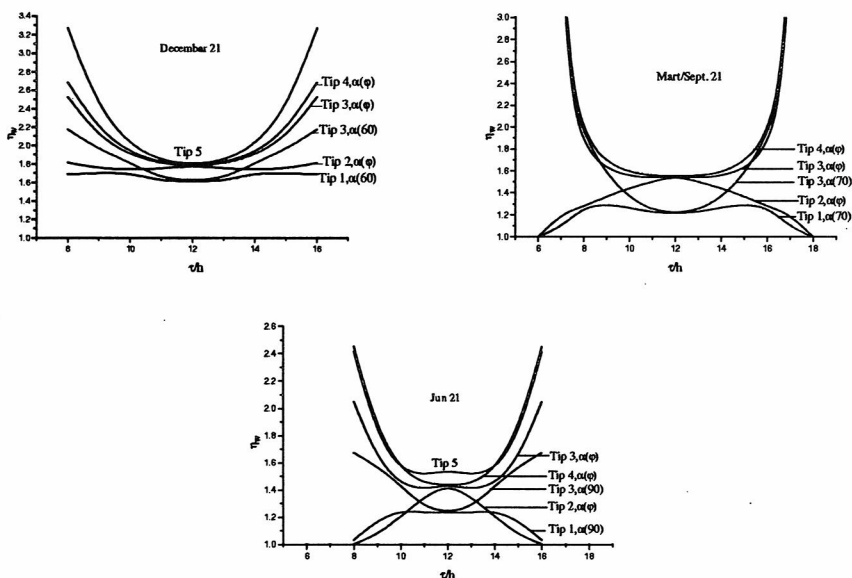 3.4
3.2
3.0
2.8
2.6
2.4
2.2
2.0
1.8
1.6
1.4
1.2
1.0
ηw
8
10
12
14
16
τ/h
Decembar 21
Tip 5
Tip 4,α(φ)
Tip 3,α(φ)
Tip 3,α(60)
Tip 2,α(φ)
Tip 1,α(60)
3.0
2.8
2.6
2.4
2.2
2.0
1.8
1.6
1.4
1.2
1.0
ηw
6
8
10
12
14
16
18
τ/h
Mart/Sept. 21
Tip 4,α(φ)
Tip 3,α(φ)
Tip 3,α(70)
Tip 2,α(φ)
Tip 1,α(70)
2.6
2.4
2.2
2.0
1.8
1.6
1.4
1.2
1.0
ηw
6
8
10
12
14
16
18
τ/h
Jun 21
Tip 5
Tip 3,α(φ)
Tip 4,α(φ)
Tip 3,α(90)
Tip 2,α(φ)
Tip 1,α(90)